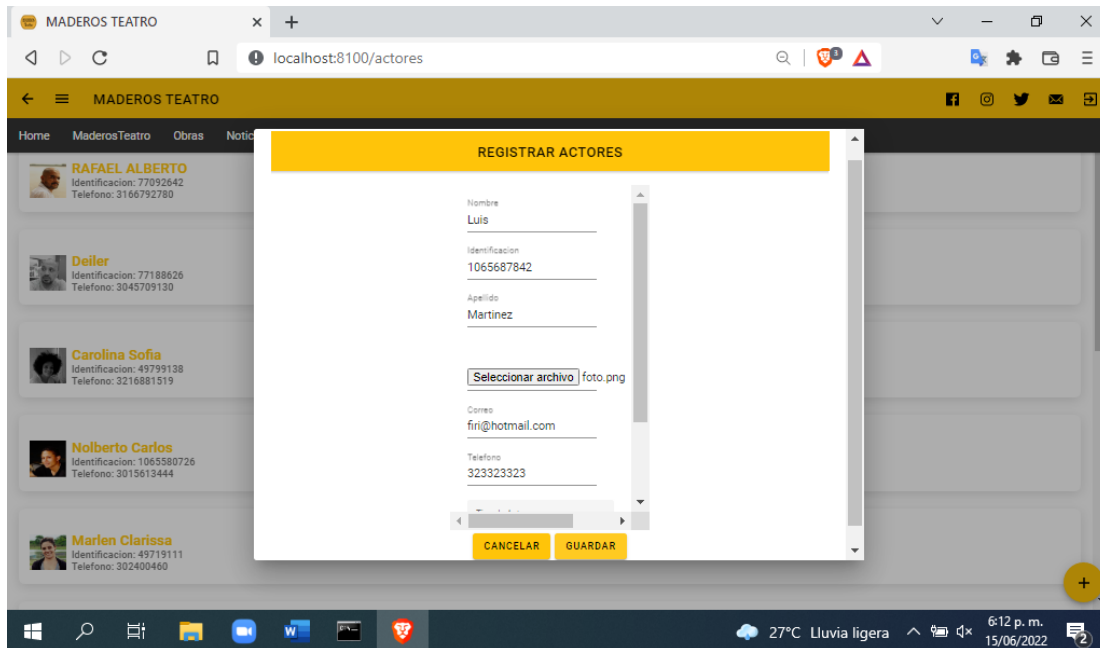 MADEROS TEATRO
localhost:8100/actores
3
MADEROS TEATRO
Home MaderosTeatro Obras Notic
REGISTRAR ACTORES
RAFAEL ALBERTO
Identificacion: 77092642
Telefono: 3166792780
Deiler
Identificacion: 77188626
Telefono: 3045709130
Carolina Sofia
Identificacion: 49799138
Telefono: 3216881519
Nolberto Carlos
Identificacion: 1065580726
Telefono: 3015613444
Marlen Clarissa
Identificacion: 49719111
Telefono: 302400460
Nombre
Luis
Identificacion
1065687842
Apellido
Martinez
Seleccionar archivo foto.png
Correo
firi@hotmail.com
Telefono
323323323
CANCELAR GUARDAR
+
27°C Lluvia ligera
6:12 p. m.
15/06/2022
2